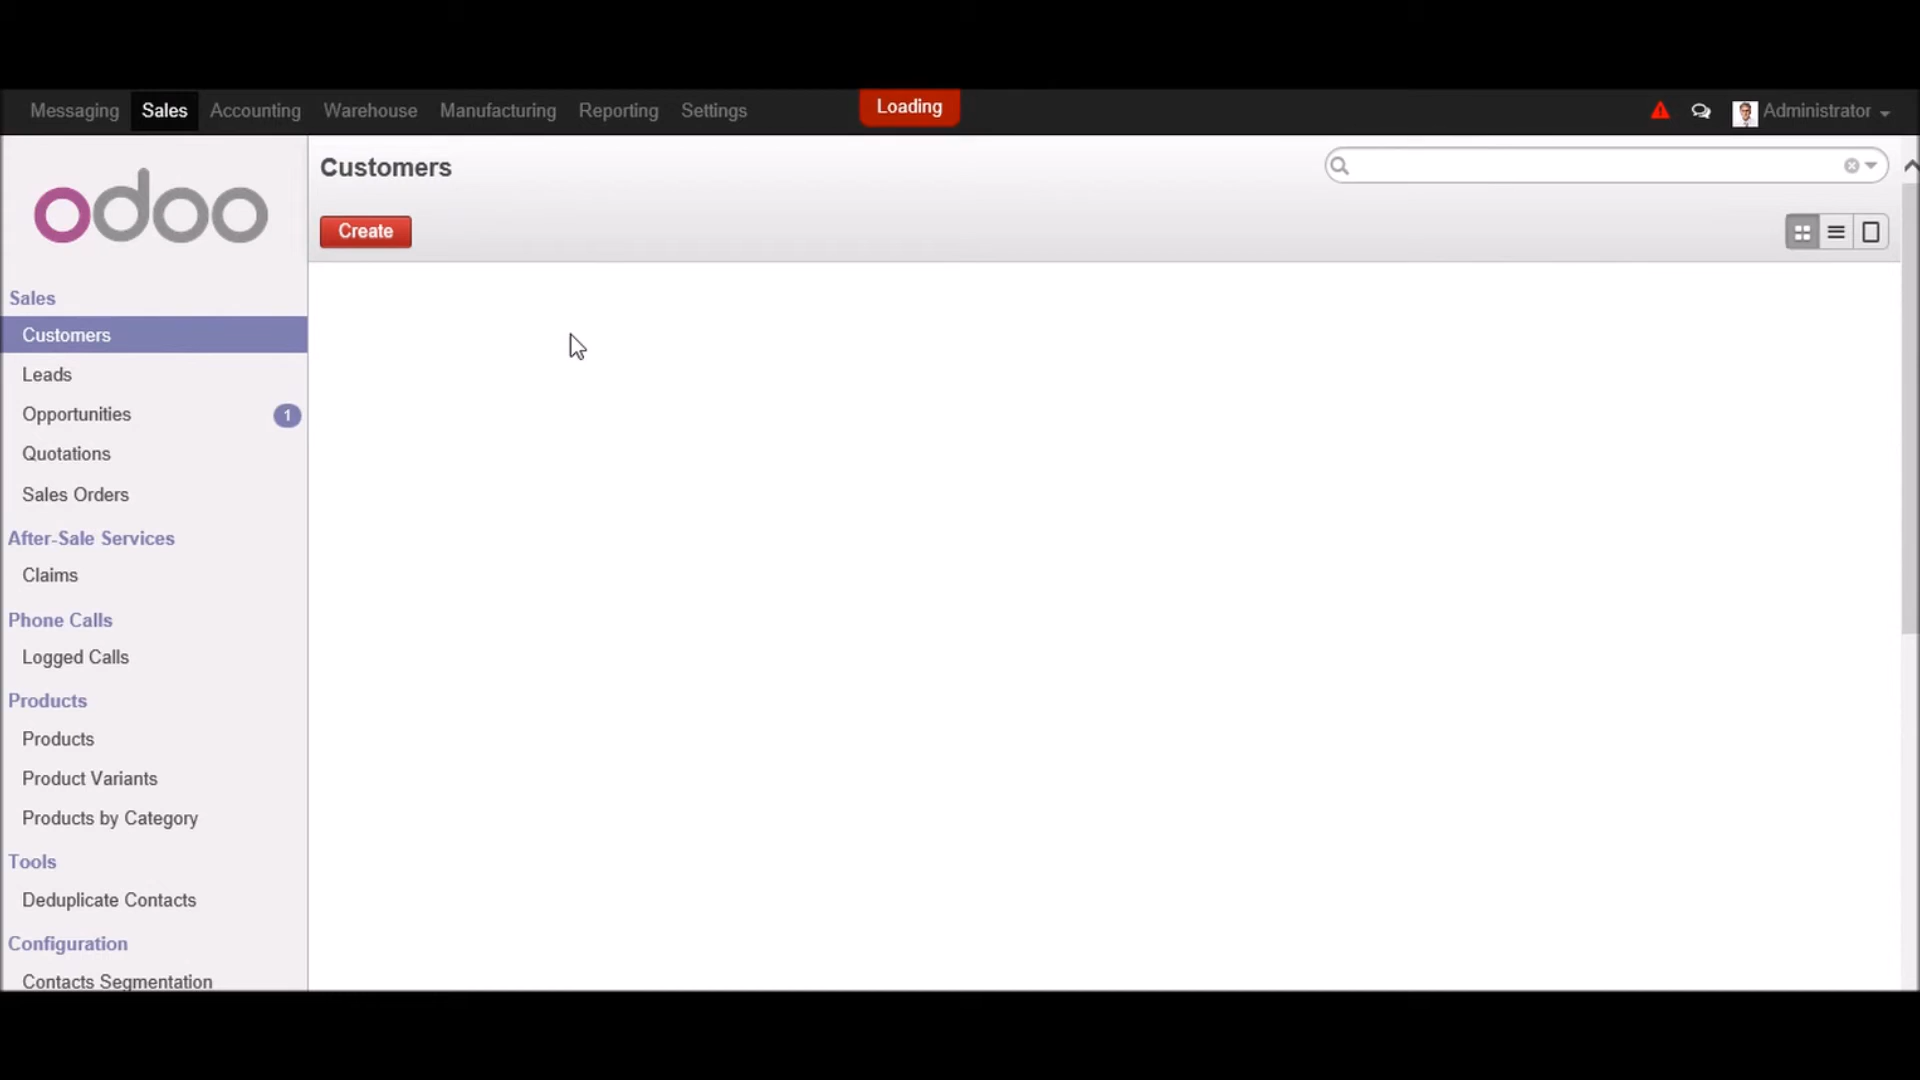 Messaging Sales Accounting Warehouse Manufacturing Reporting Settings Loading Administrator
odoo
Customers
Create
Sales
Customers
Leads
Opportunities 1
Quotations
Sales Orders
After-Sale Services
Claims
Phone Calls
Logged Calls
Products
Products
Product Variants
Products by Category
Tools
Deduplicate Contacts
Configuration
Contacts Segmentation